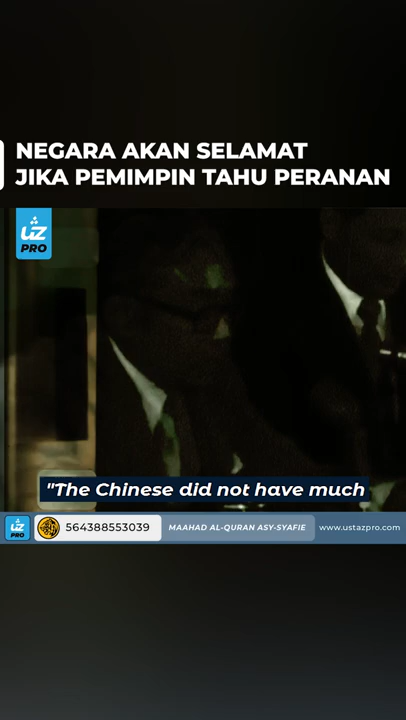 NEGARA AKAN SELAMAT
JIKA PEMIMPIN TAHU PERANAN
UZ
PRO
"The Chinese did not have much
UZ
PRO
564388553039
MAAHAD AL-QURAN ASY-SYAFIE
www.ustazpro.com